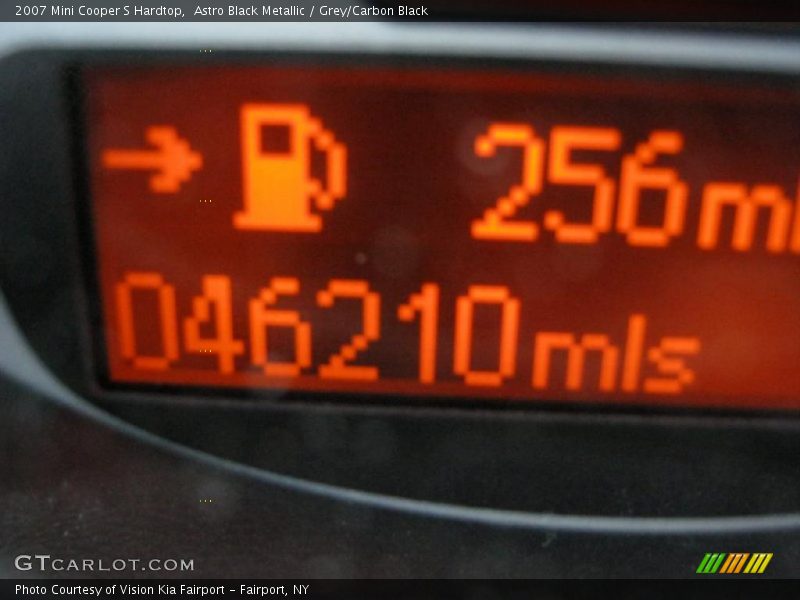 2007 Mini Cooper S Hardtop,  Astro Black Metallic / Grey/Carbon Black
256 ml
046210 mls
GTCARLOT.COM
Photo Courtesy of Vision Kia Fairport - Fairport, NY